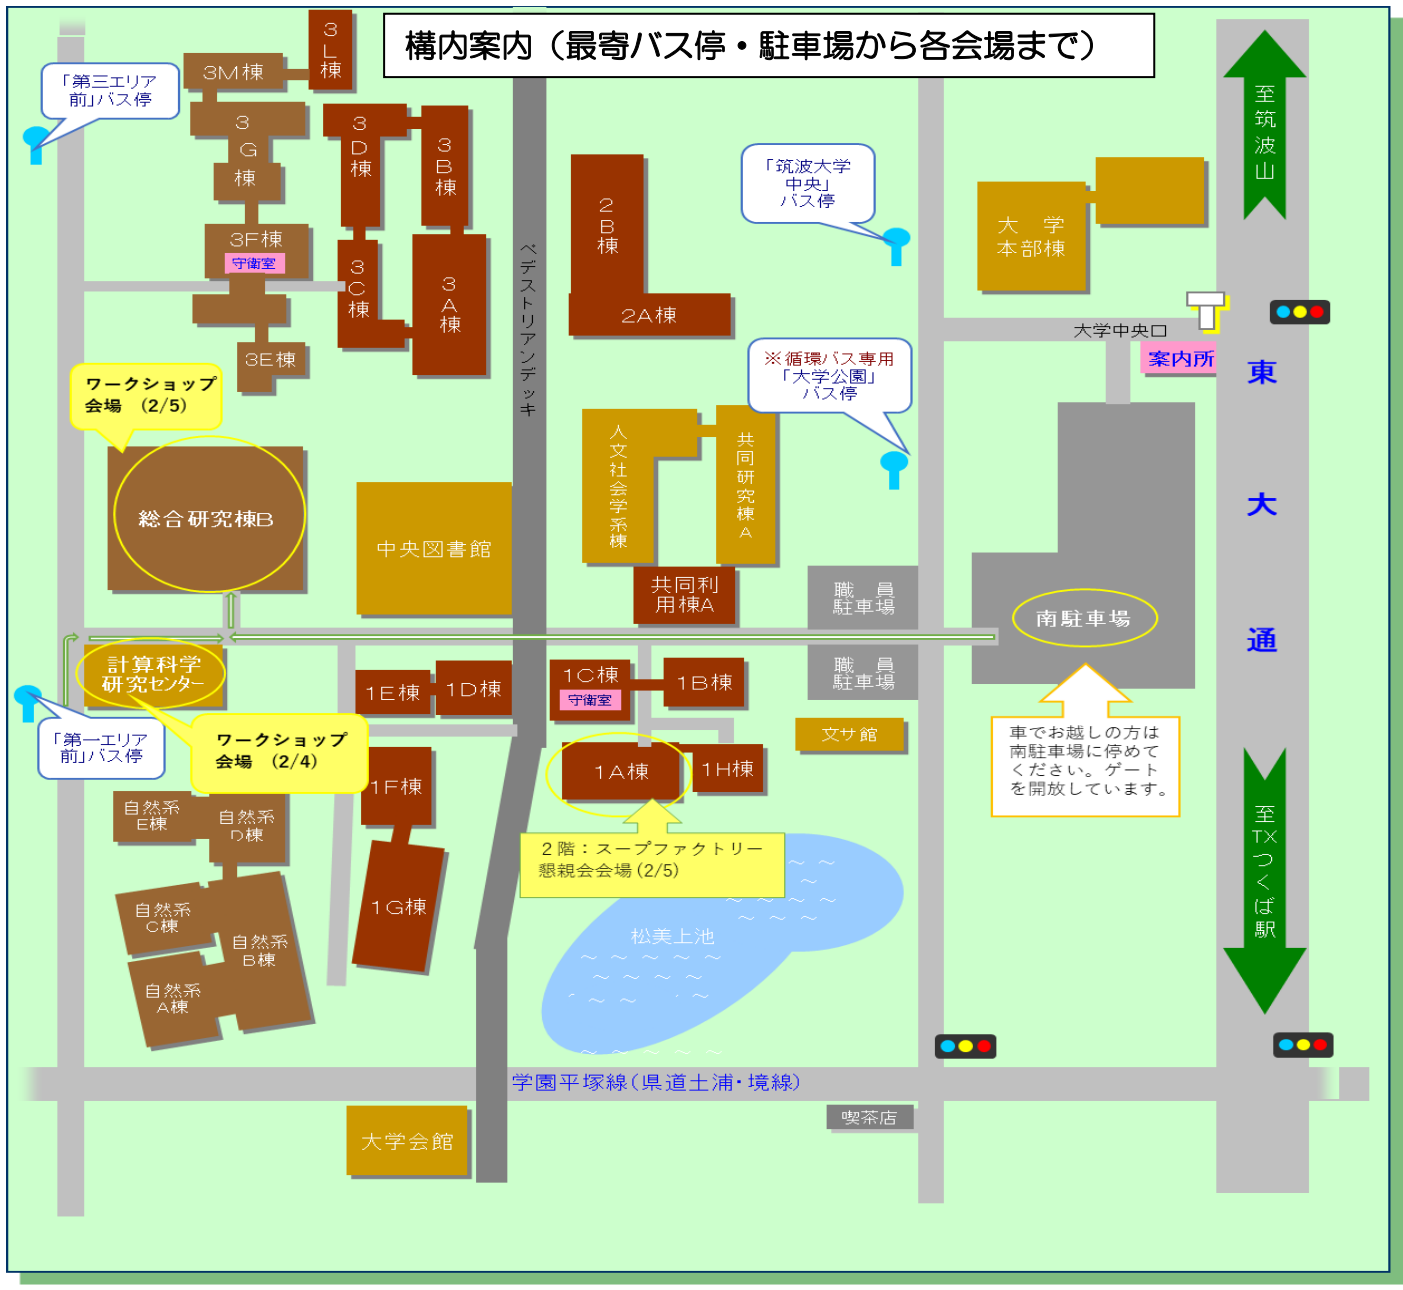 構内案内（最寄バス停・駐車場から各会場まで）
3
L
棟
3M棟
「第三エリア
前」バス停
3
G
棟
3
D
棟
3
B
棟
3F棟
守衛室
3
C
棟
3
A
棟
3E棟
ペデストリアンデッキ
2
B
棟
2A棟
「筑波大学
中央」
バス停
大　学
本部棟
至筑波山
大学中央口
案内所
※循環バス専用
「大学公園」
バス停
東
大
通
ワークショップ
会場　(2/5)
総合研究棟B
中央図書館
人文社会学系棟
共同研究棟A
共同利
用棟A
職　員
駐車場
南駐車場
計算科学
研究センター
職　員
駐車場
1E棟
1D棟
1C棟
守衛室
1B棟
「第一エリア
前」バス停
ワークショップ
会場　(2/4)
文サ館
車でお越しの方は
南駐車場に停めて
ください。ゲート
を開放しています。
1F棟
1A棟
1H棟
自然系
E棟
自然系
D棟
２階：スープファクトリー
懇親会会場(2/5)
至
TX
つくば駅
1G棟
自然系
C棟
自然系
B棟
松美上池
自然系
A棟
学園平塚線(県道土浦・境線)
喫茶店
大学会館